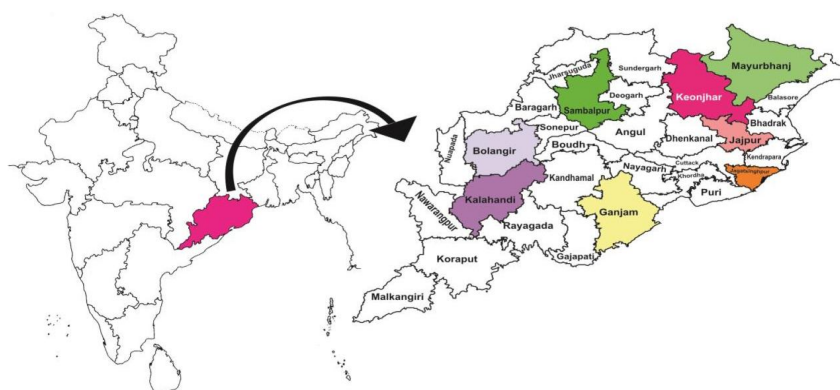 Mayurbhanj
Sundergarh
Jharsuguda
Keonjhar
Deogarh
Balasore
Baragarh
Sambalpur
Bhadrak
Sonepur
Angul
Dhenkanal
Jajpur
Nuapada
Bolangir
Boudh
Kendrapara
Cuttack
Nayagarh
Khordha
Jagatsinghpur
Kandhamal
Puri
Kalahandi
Nawarangpur
Ganjam
Rayagada
Gajapati
Koraput
Malkangiri